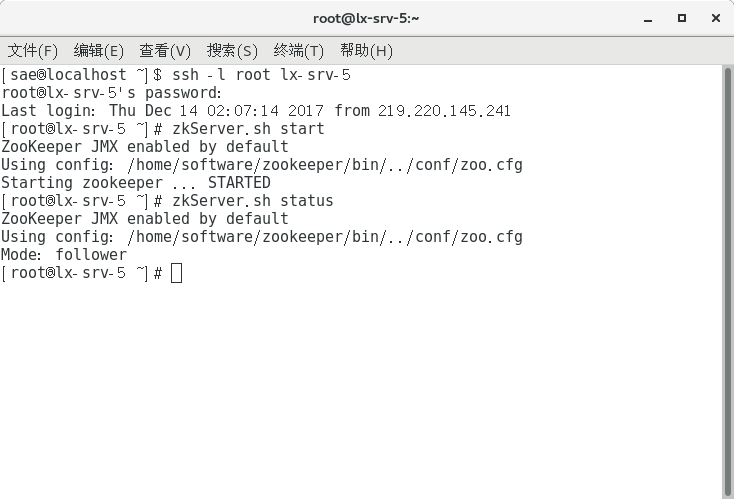 root@lx-srv-5:~
文件(F) 编辑(E) 查看(V) 搜索(S) 终端(T) 帮助(H)
[sae@localhost ~]$ ssh -l root lx-srv-5
root@lx-srv-5's password:
Last login: Thu Dec 14 02:07:14 2017 from 219.220.145.241
[root@lx-srv-5 ~]# zkServer.sh start
ZooKeeper JMX enabled by default
Using config: /home/software/zookeeper/bin/../conf/zoo.cfg
Starting zookeeper ... STARTED
[root@lx-srv-5 ~]# zkServer.sh status
ZooKeeper JMX enabled by default
Using config: /home/software/zookeeper/bin/../conf/zoo.cfg
Mode: follower
[root@lx-srv-5 ~]#